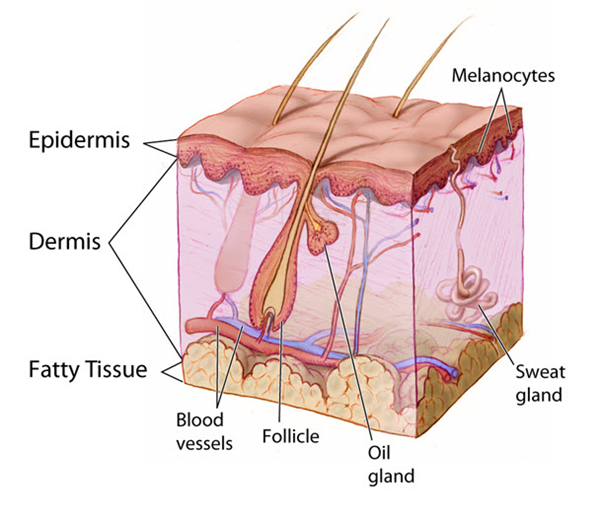 Melanocytes
Epidermis
Dermis
Fatty Tissue
Blood
vessels
Follicle
Oil
gland
Sweat
gland